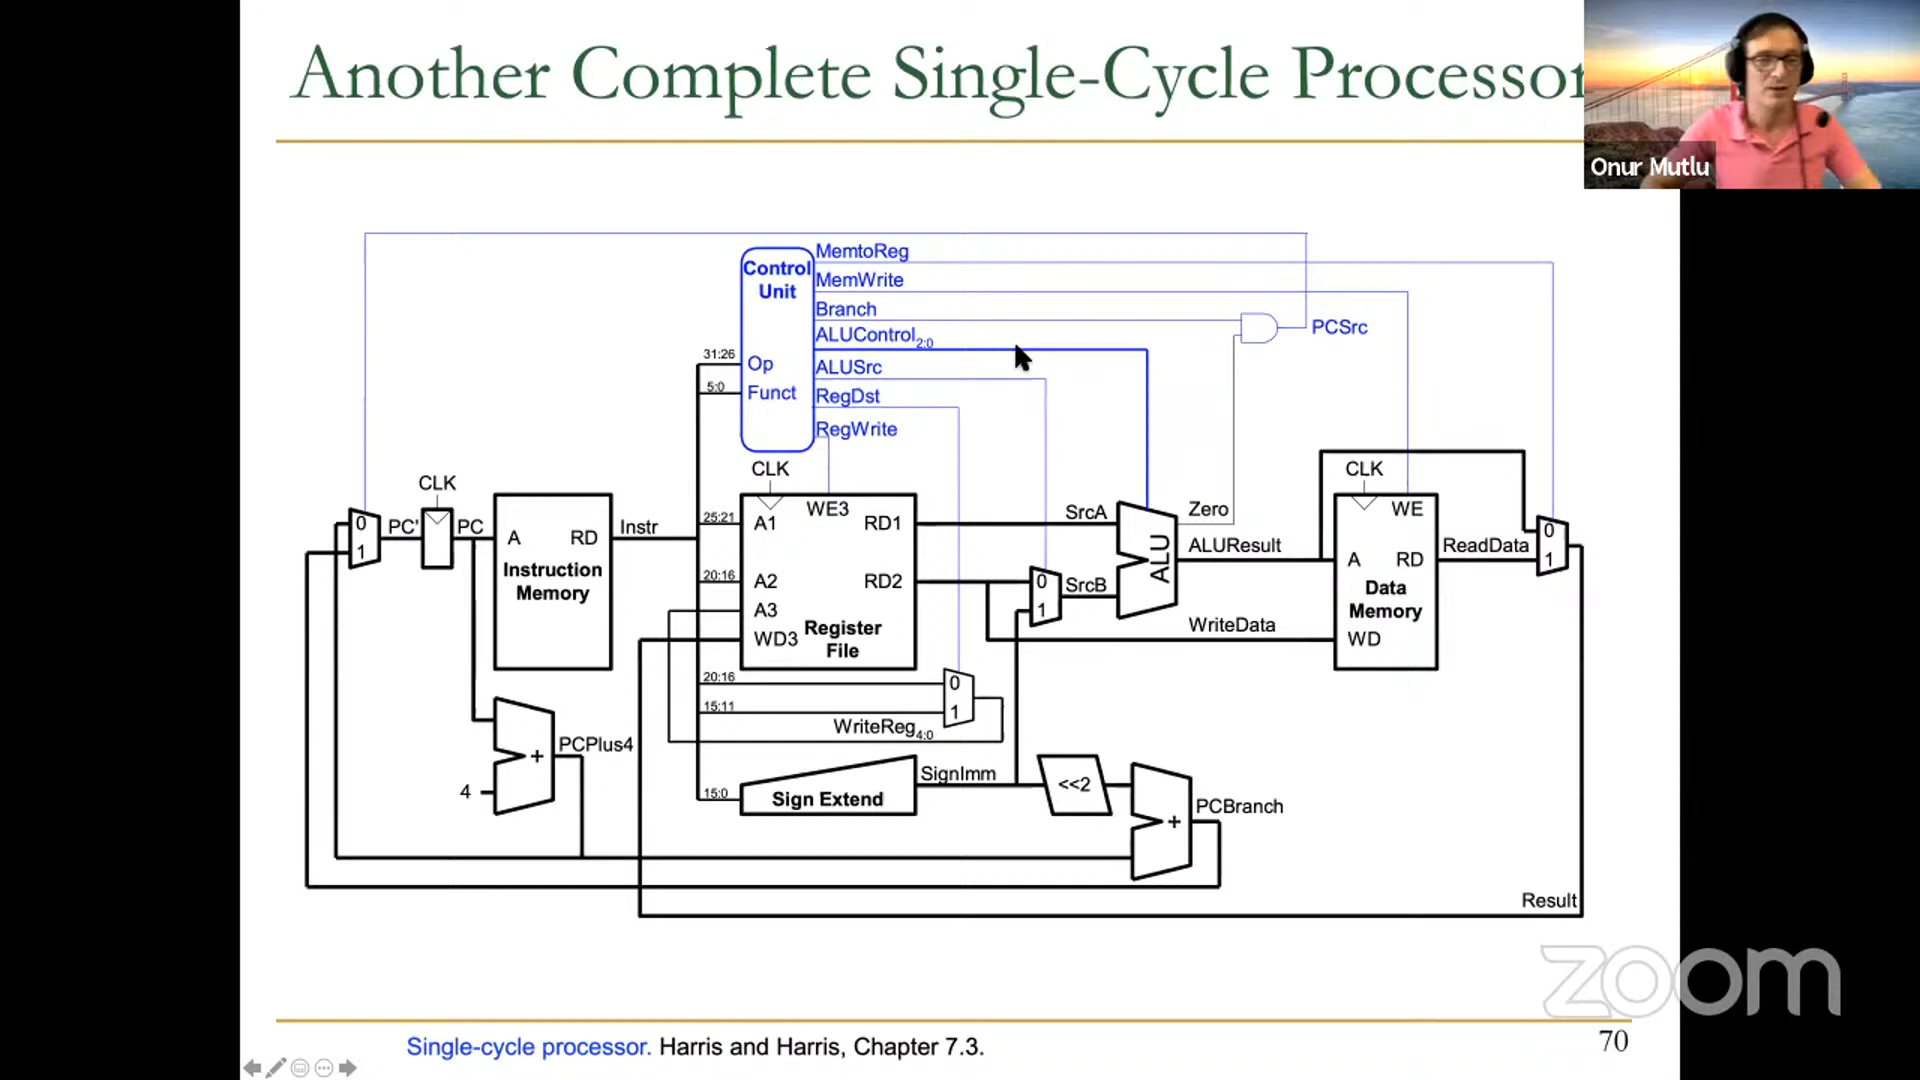 Another Complete Single-Cycle Processor
Onur Mutlu
Control
Unit
Op
Funct
MemtoReg
MemWrite
Branch
ALUControl2:0
ALUSrc
RegDst
RegWrite
PCSrc
31:26
5:0
CLK
0
1
PC'
PC
A
RD
Instruction
Memory
Instr
25:21
20:16
CLK
A1
WE3
RD1
A2
RD2
A3
WD3
Register
File
20:16
15:11
0
1
WriteReg4:0
15:0
Sign Extend
SignImm
<<2
+
PCBranch
4
+
PCPlus4
0
1
SrcA
SrcB
ALU
Zero
ALUResult
WriteData
CLK
WE
A
RD
Data
Memory
WD
ReadData
0
1
Result
zoom
Single-cycle processor. Harris and Harris, Chapter 7.3.
70